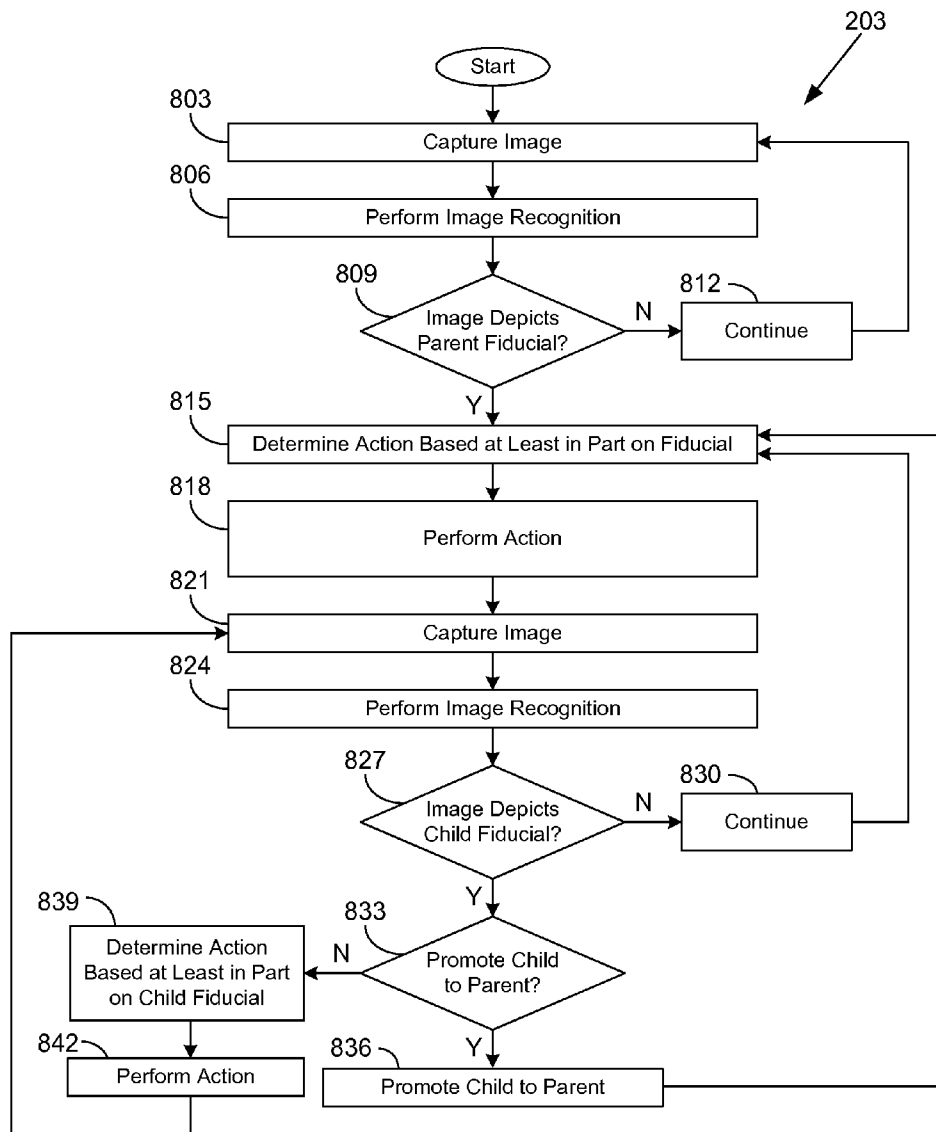 203
Start
803
Capture Image
806
Perform Image Recognition
809
Image Depicts
Parent Fiducial?
N
812
Continue
Y
815
Determine Action Based at Least in Part on Fiducial
818
Perform Action
821
Capture Image
824
Perform Image Recognition
827
Image Depicts
Child Fiducial?
N
830
Continue
Y
833
Promote Child
to Parent?
N
839
Determine Action
Based at Least in Part
on Child Fiducial
842
Perform Action
Y
836
Promote Child to Parent